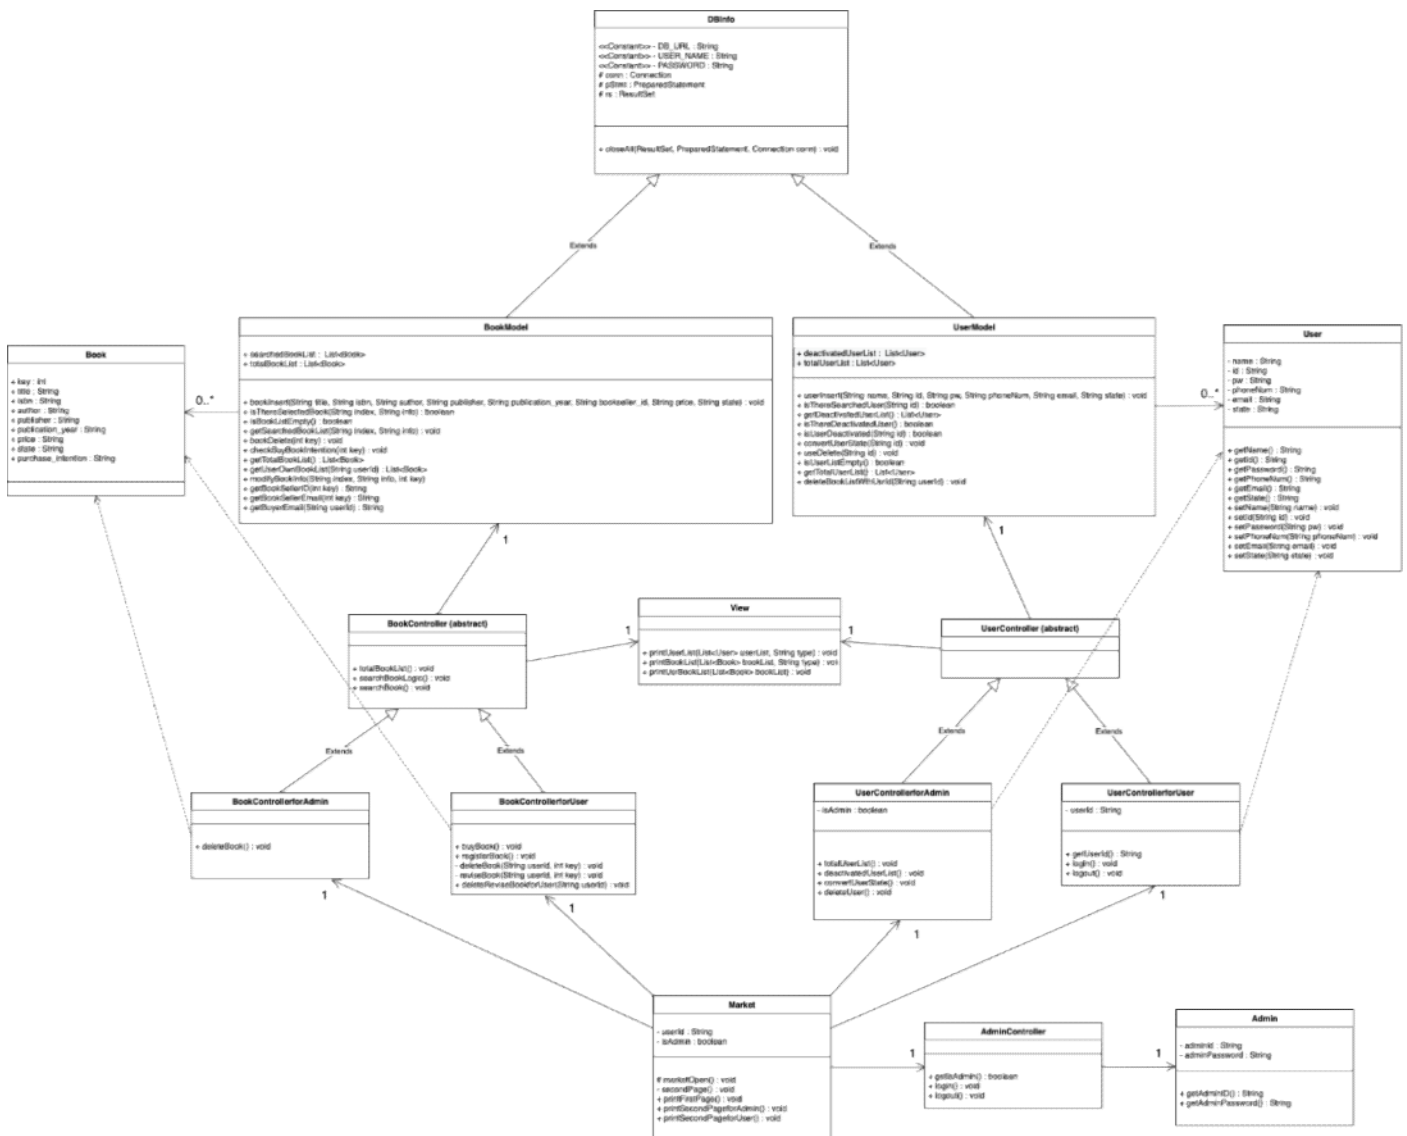 DBInfo
<<Constant>> - DB_URL : String
<<Constant>> - USER_NAME : String
<<Constant>> - PASSWORD : String
# conn : Connection
# pStmt : PreparedStatement
# rs : ResultSet
+ closeAll(ResultSet, PreparedStatement, Connection conn) : void
Extends
Extends
BookModel
+ searchedBookList : List<Book>
+ totalBookList : List<Book>
+ bookInsert(String title, String isbn, String author, String publisher, String publication_year, String bookseller_id, String price, String state) : void
+ isThereSelectedBook(String index, String info) : boolean
+ isBookListEmpty() : boolean
+ getSearchedBookList(String index, String info) : void
+ bookDelete(int key) : void
+ checkBuyBookIntention(int key) : void
+ getTotalBookList() : List<Book>
+ getUserOwnBookList(String userId) : List<Book>
+ modifyBookInfo(String index, String info, int key)
+ getBookSellerID(int key) : String
+ getBookSellerEmail(int key) : String
+ getBuyerEmail(String userId) : String
UserModel
+ deactivatedUserList : List<User>
+ totalUserList : List<User>
+ userInsert(String name, String id, String pw, String phoneNum, String email, String state) : void
+ isThereSearchedUser(String id) : boolean
+ getDeactivatedUserList() : List<User>
+ isThereDeactivatedUser() : boolean
+ isUserDeactivated(String id) : boolean
+ convertUserState(String id) : void
+ useDelete(String id) : void
+ isUserListEmpty() : boolean
+ getTotalUserList() : List<User>
+ deleteBookListWithUsrId(String userId) : void
User
- name : String
- id : String
- pw : String
- phoneNum : String
- email : String
- state : String
+ getName() : String
+ getId() : String
+ getPassword() : String
+ getPhoneNum() : String
+ getEmail() : String
+ getState() : String
+ setName(String name) : void
+ setId(String id) : void
+ setPassword(String pw) : void
+ setPhoneNum(String phoneNum) : void
+ setEmail(String email) : void
+ setState(String state) : void
Book
+ key : int
+ title : String
+ isbn : String
+ author : String
+ publisher : String
+ publication_year : String
+ price : String
+ state : String
+ purchase_intention : String
0..*
0..*
1
1
BookController (abstract)
+ totalBookList() : void
+ searchBookLogic() : void
+ searchBook() : void
1
View
+ printUserList(List<User> userList, String type) : void
+ printBookList(List<Book> bookList, String type) : voi
+ printUsrBookList(List<Book> bookList) : void
1
UserController (abstract)
Extends
Extends
Extends
Extends
BookControllerforAdmin
+ deleteBook() : void
BookControllerforUser
+ buyBook() : void
+ registerBook() : void
- deleteBook(String userId, int key) : void
- reviseBook(String userId, int key) : void
+ deleteReviseBookforUser(String userId) : void
UserControllerforAdmin
- isAdmin : boolean
+ totalUserList() : void
+ deactivatedUserList() : void
+ convertUserState() : void
+ deleteUser() : void
UserControllerforUser
- userId : String
+ getUserId() : String
+ login() : void
+ logout() : void
1
1
1
1
Market
- userId : String
- isAdmin : boolean
# marketOpen() : void
- secondPage() : void
+ printFirstPage() : void
+ printSecondPageforAdmin() : void
+ printSecondPageforUser() : void
1
AdminController
+ getIsAdmin() : boolean
+ login() : void
+ logout() : void
1
Admin
- adminId : String
- adminPassword : String
+ getAdminID() : String
+ getAdminPassword() : String